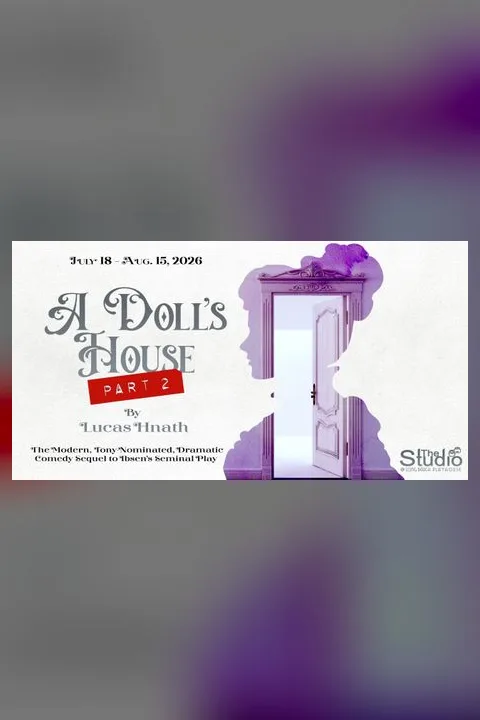 July 18 - Aug. 15, 2026
A Doll's
House
PART 2
By
Lucas Hnath
The Modern, Tony Nominated, Dramatic
Comedy Sequel to Ibsen's Seminal Play
The
Studio